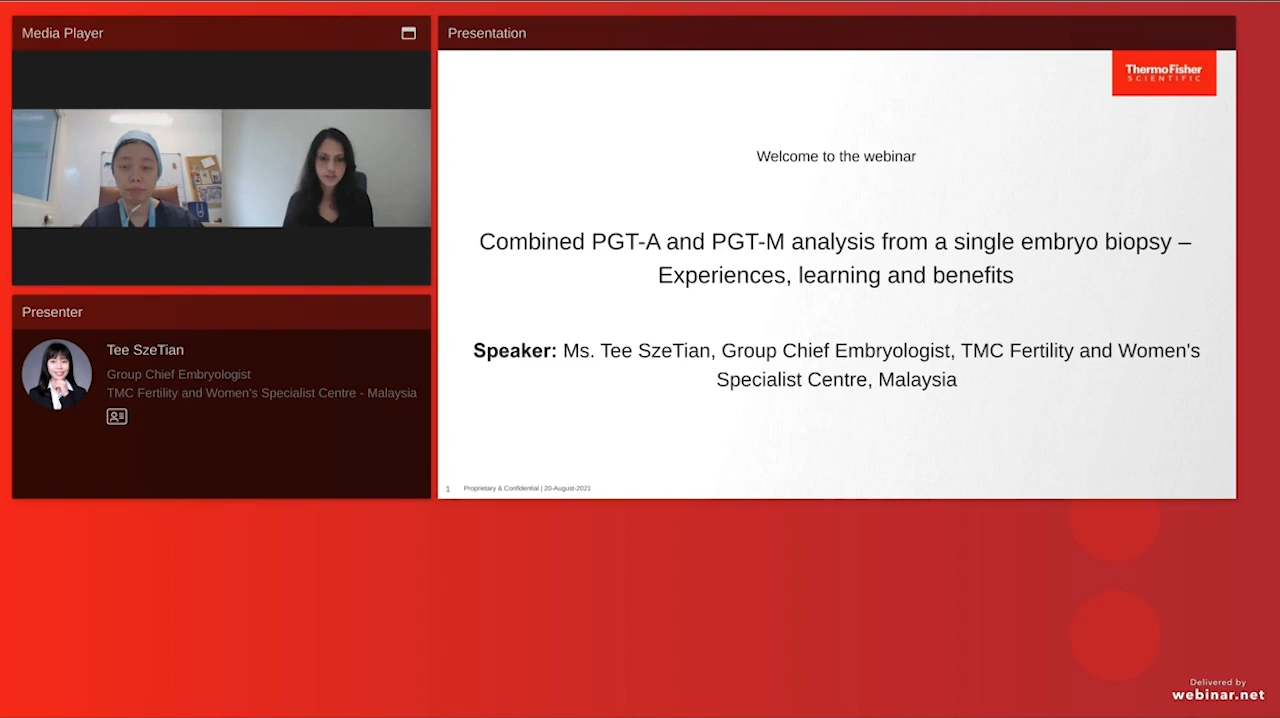 Media Player
Presentation
ThermoFisher
SCIENTIFIC
Welcome to the webinar
Combined PGT-A and PGT-M analysis from a single embryo biopsy –
Experiences, learning and benefits
Speaker: Ms. Tee SzeTian, Group Chief Embryologist, TMC Fertility and Women's
Specialist Centre, Malaysia
1 Proprietary & Confidential | 20-August-2021
Presenter
Tee SzeTian
Group Chief Embryologist
TMC Fertility and Women's Specialist Centre - Malaysia
Delivered by
webinar.net